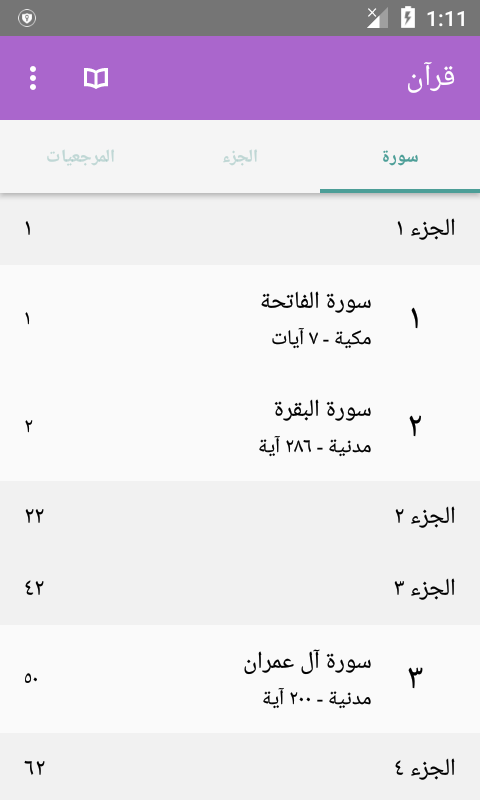 1:11
قرآن
سورة
الجزء
المرجعيات
الجزء ١
١
١
سورة الفاتحة
مكية - ٧ آيات
١
٢
سورة البقرة
مدنية - ٢٨٦ آية
٢
الجزء ٢
٢٢
الجزء ٣
٤٢
٣
سورة آل عمران
مدنية - ٢٠٠ آية
٥٠
الجزء ٤
٦٢